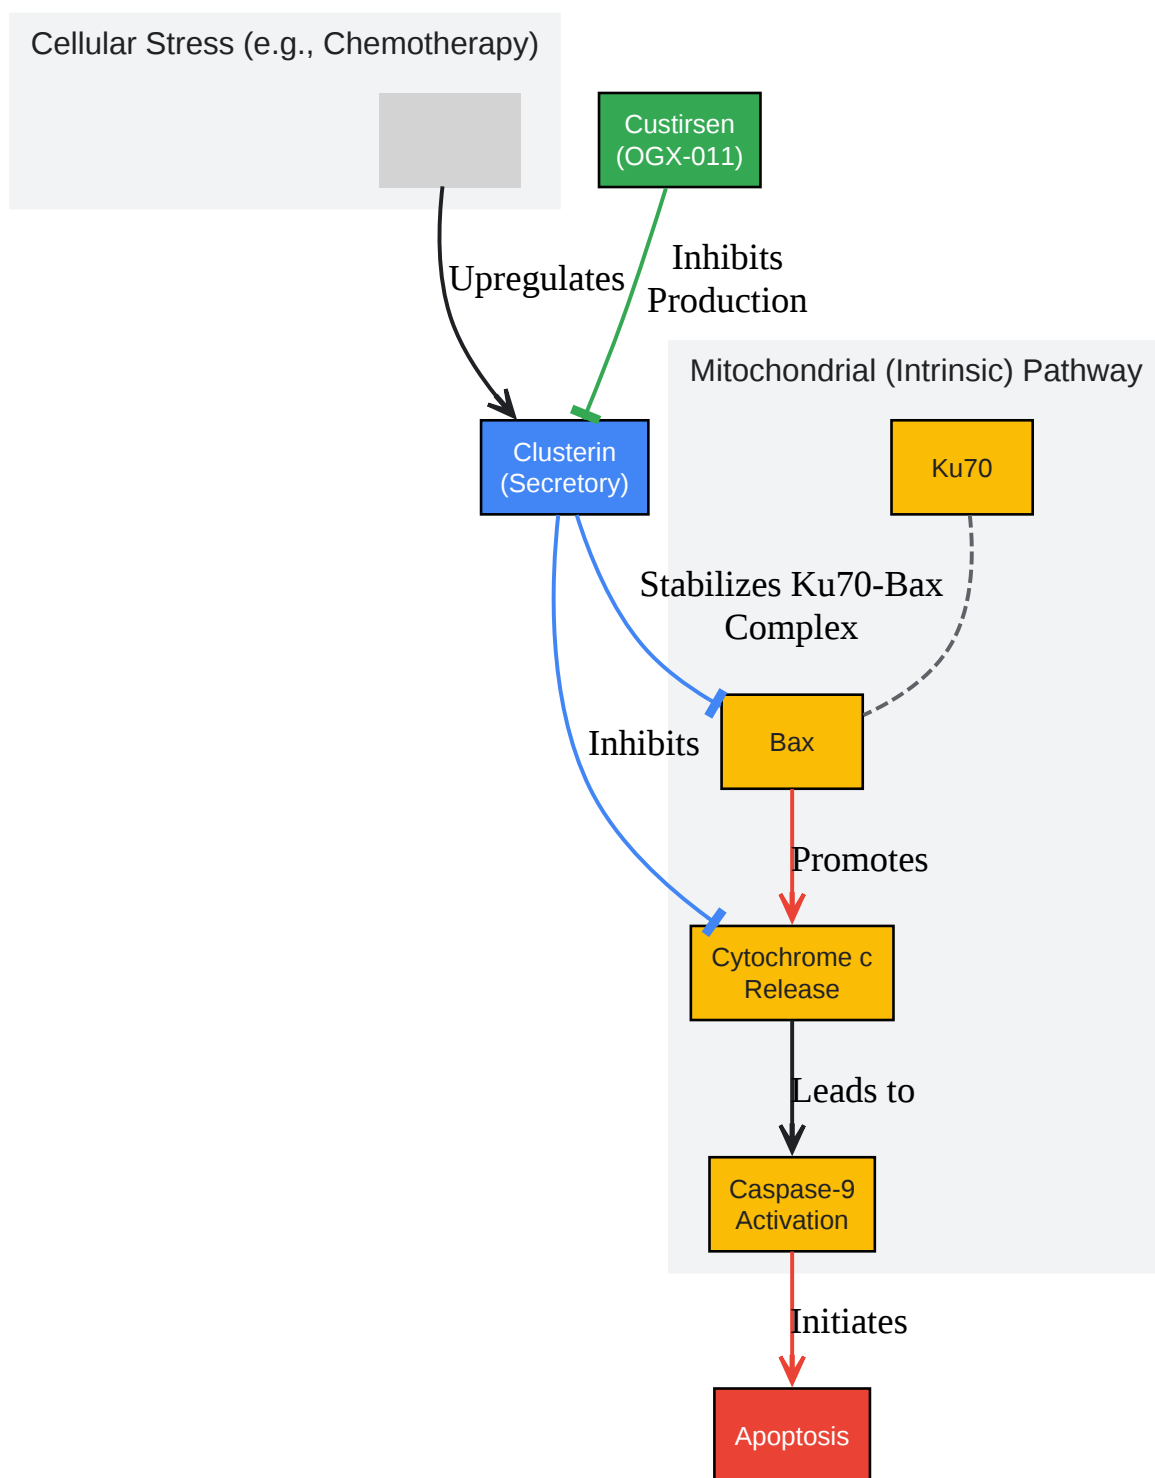 Cellular Stress (e.g., Chemotherapy)
Custirsen
(OGX-011)
Upregulates
Inhibits
Production
Mitochondrial (Intrinsic) Pathway
Clusterin
(Secretory)
Ku70
Stabilizes Ku70-Bax
Complex
Inhibits
Bax
Promotes
Cytochrome c
Release
Leads to
Caspase-9
Activation
Initiates
Apoptosis